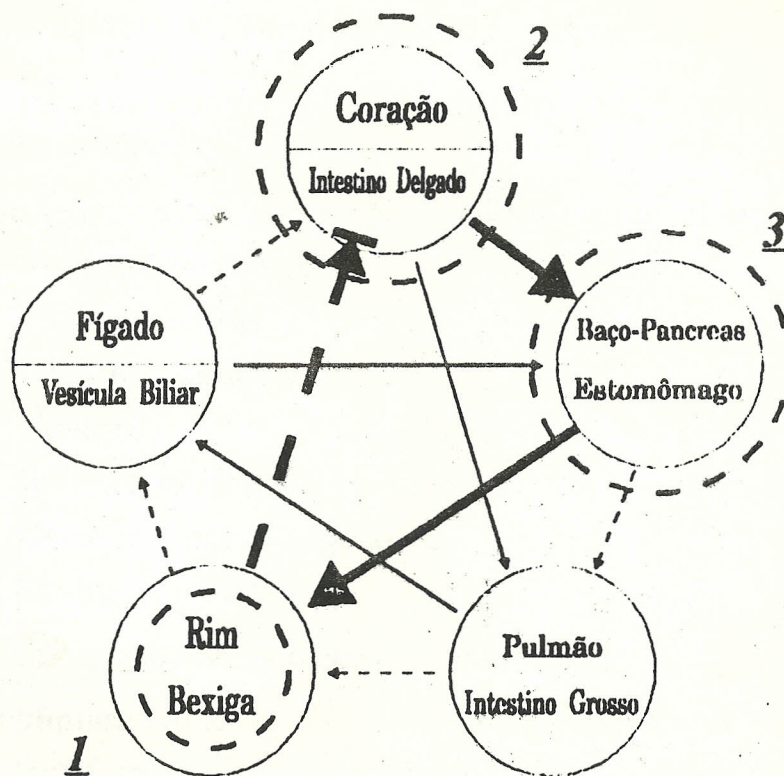 2
Coração
Intestino Delgado
3
Fígado
Vesícula Biliar
Baço-Pancreas
Estomômago
Rim
Bexiga
1
Pulmão
Intestino Grosso